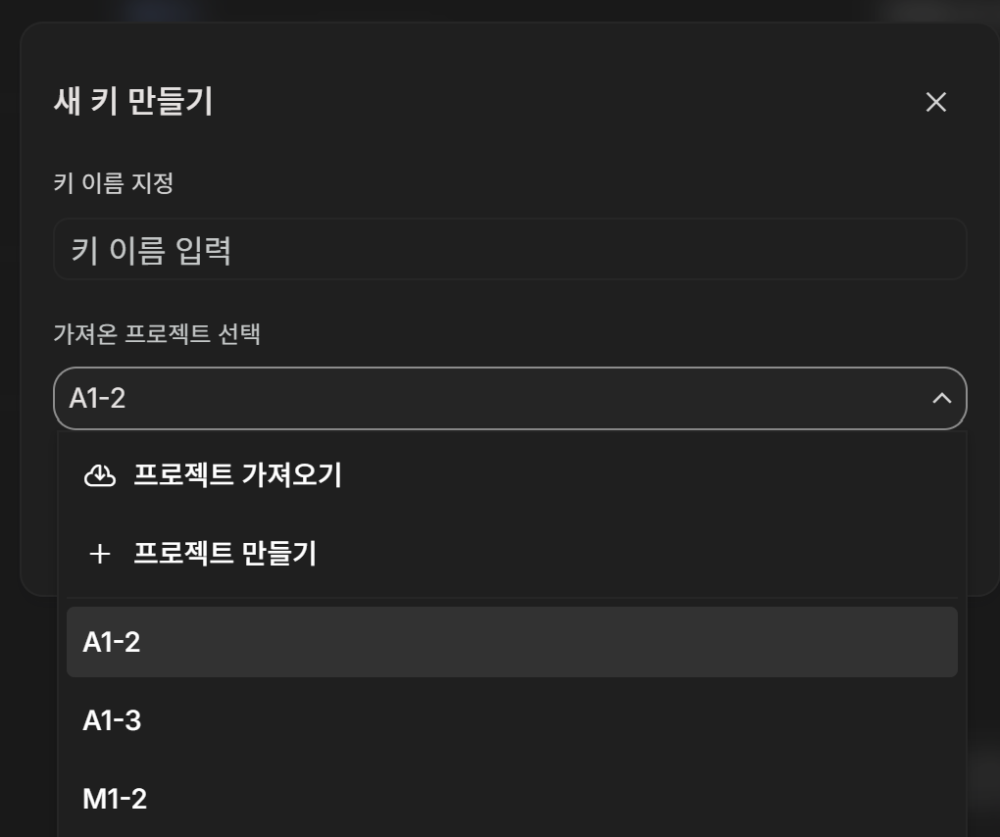 새 키 만들기
키 이름 지정
키 이름 입력
가져온 프로젝트 선택
A1-2
프로젝트 가져오기
프로젝트 만들기
A1-2
A1-3
M1-2